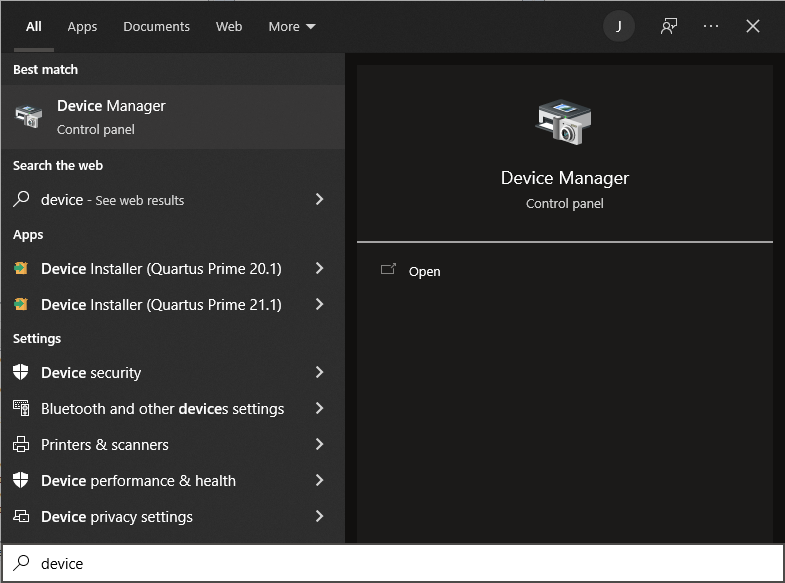 All Apps Documents Web More J
Best match
Device Manager
Control panel
Search the web
device - See web results
Apps
Device Installer (Quartus Prime 20.1)
Device Installer (Quartus Prime 21.1)
Settings
Device security
Bluetooth and other devices settings
Printers & scanners
Device performance & health
Device privacy settings
Device Manager
Control panel
Open
device